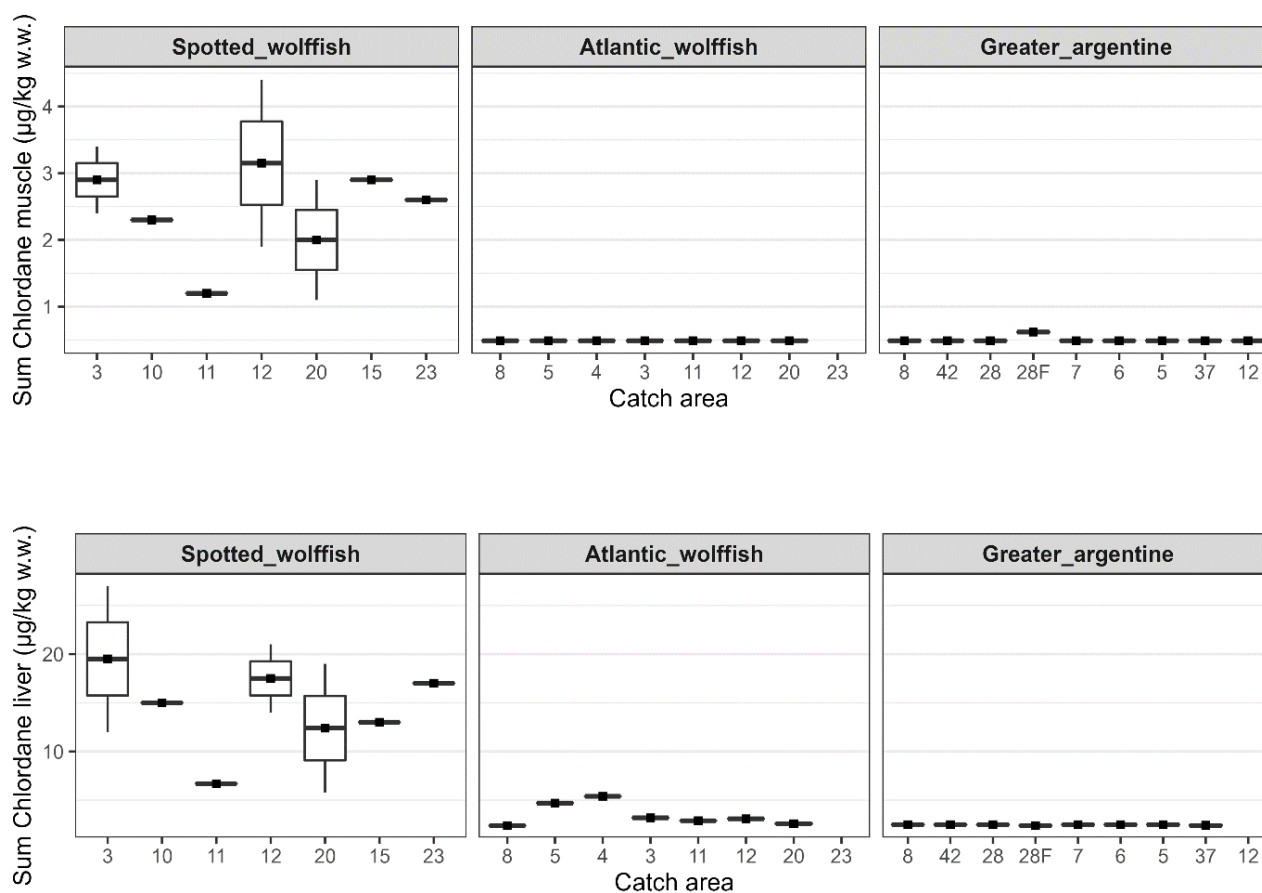 Spotted_wolffish Atlantic_wolffish Greater_argentine
Sum Chlordane muscle (µg/kg w.w.)
4
3
2
1
3 10 11 12 20 15 23 8 5 4 3 11 12 20 23 8 42 28 28F 7 6 5 37 12
Catch area Catch area
Spotted_wolffish Atlantic_wolffish Greater_argentine
Sum Chlordane liver (µg/kg w.w.)
20
10
3 10 11 12 20 15 23 8 5 4 3 11 12 20 23 8 42 28 28F 7 6 5 37 12
Catch area